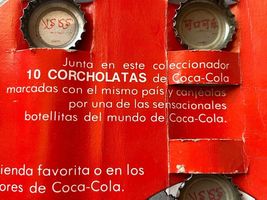 Junta en este coleccionador
10 CORCHOLATAS de Coca-Cola
marcadas con el mismo país y canjéalas
por una de las sensacionales
botellitas del mundo de Coca-Cola.
ienda favorita o en los
ores de Coca-Cola.